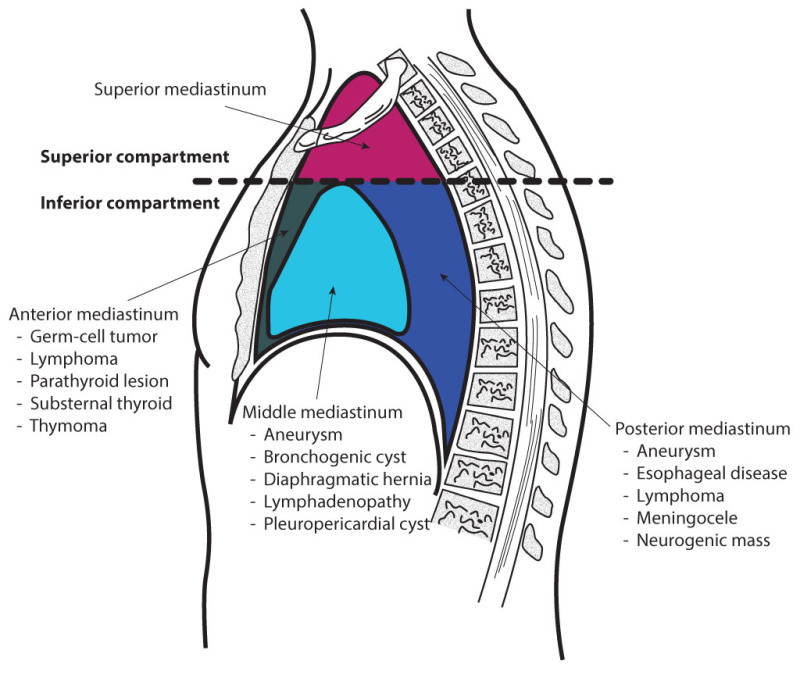 Superior mediastinum
Superior compartment
Inferior compartment
Anterior mediastinum
- Germ-cell tumor
- Lymphoma
- Parathyroid lesion
- Substernal thyroid
- Thymoma
Middle mediastinum
- Aneurysm
- Bronchogenic cyst
- Diaphragmatic hernia
- Lymphadenopathy
- Pleuropericardial cyst
Posterior mediastinum
- Aneurysm
- Esophageal disease
- Lymphoma
- Meningocele
- Neurogenic mass